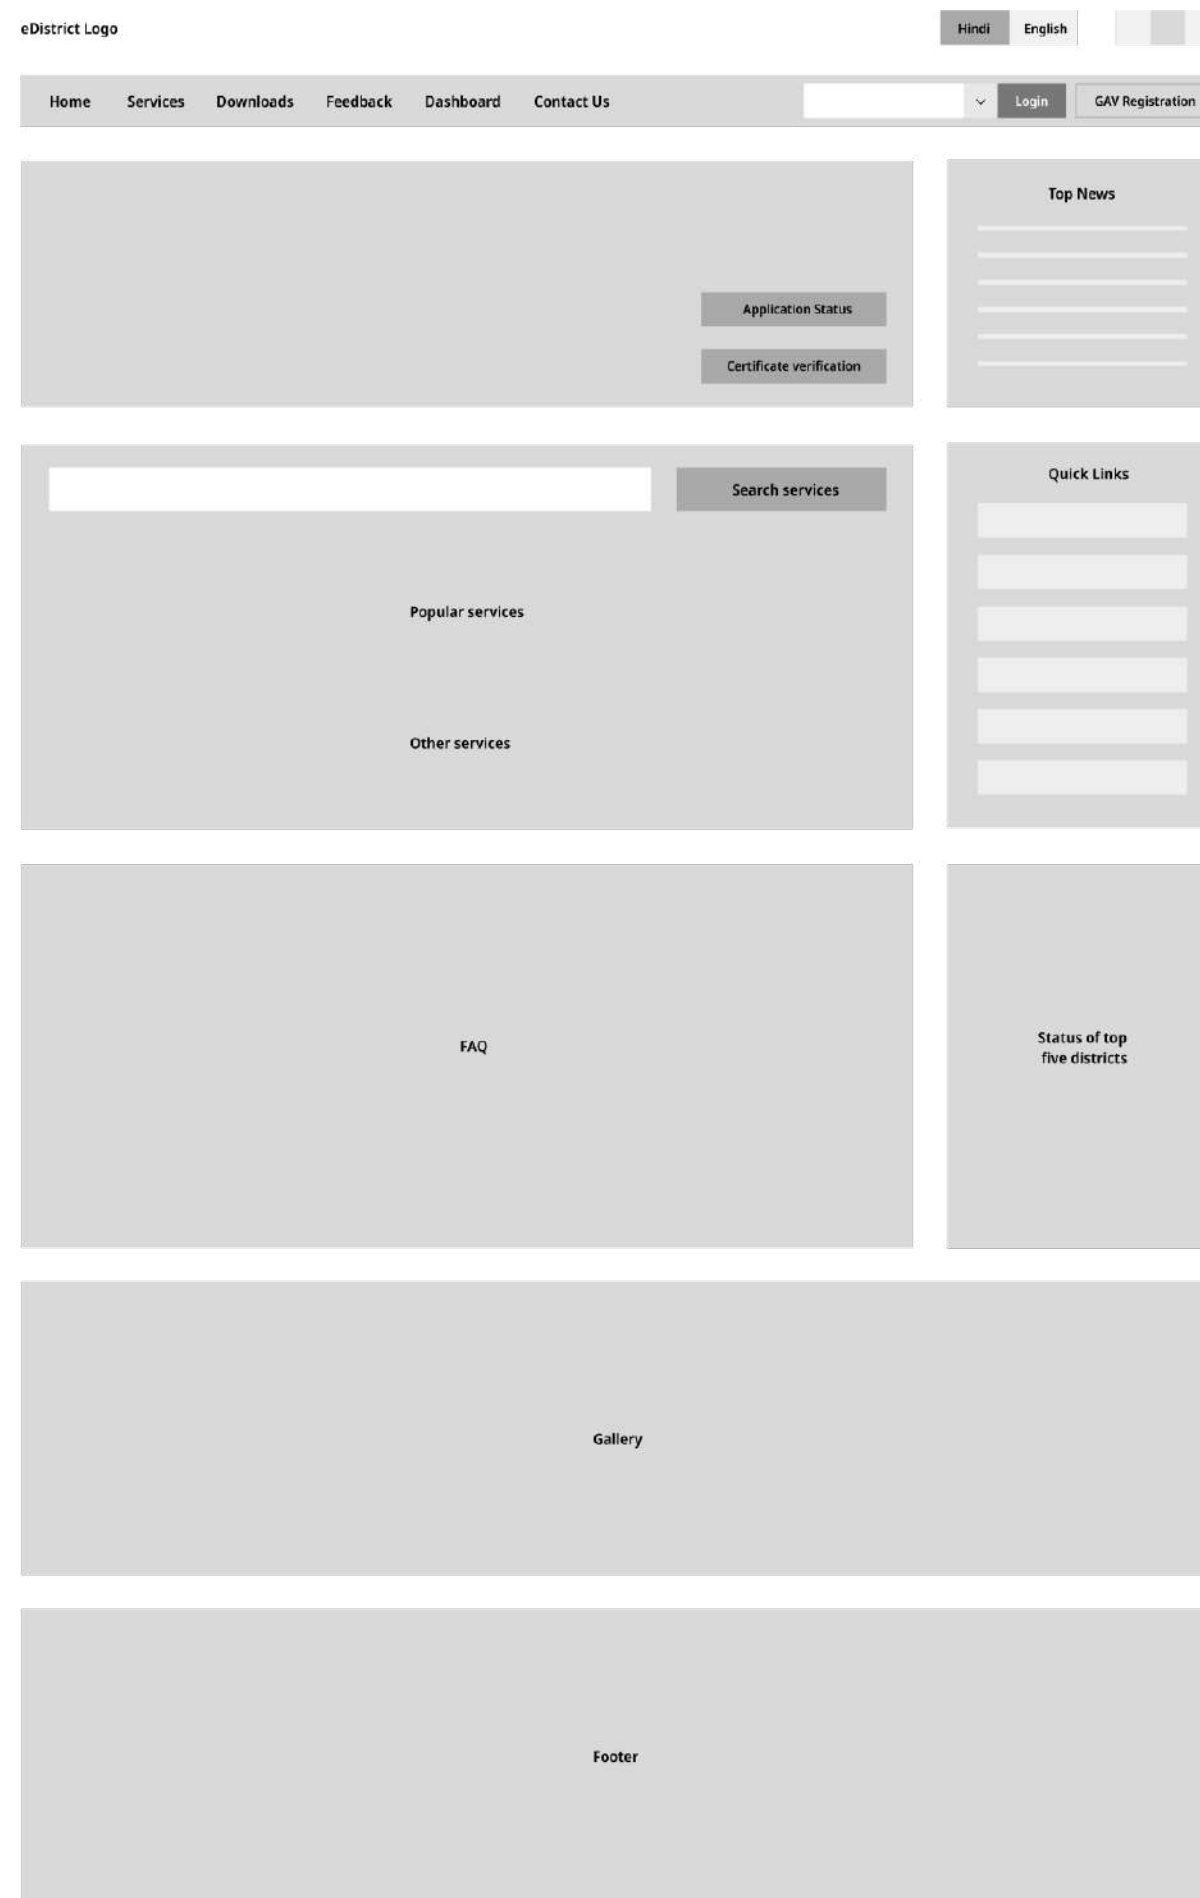 eDistrict Logo
Hindi English
Home Services Downloads Feedback Dashboard Contact Us Login GAV Registration
Top News
Application Status
Certificate verification
Search services
Quick Links
Popular services
Other services
FAQ
Status of top
five districts
Gallery
Footer